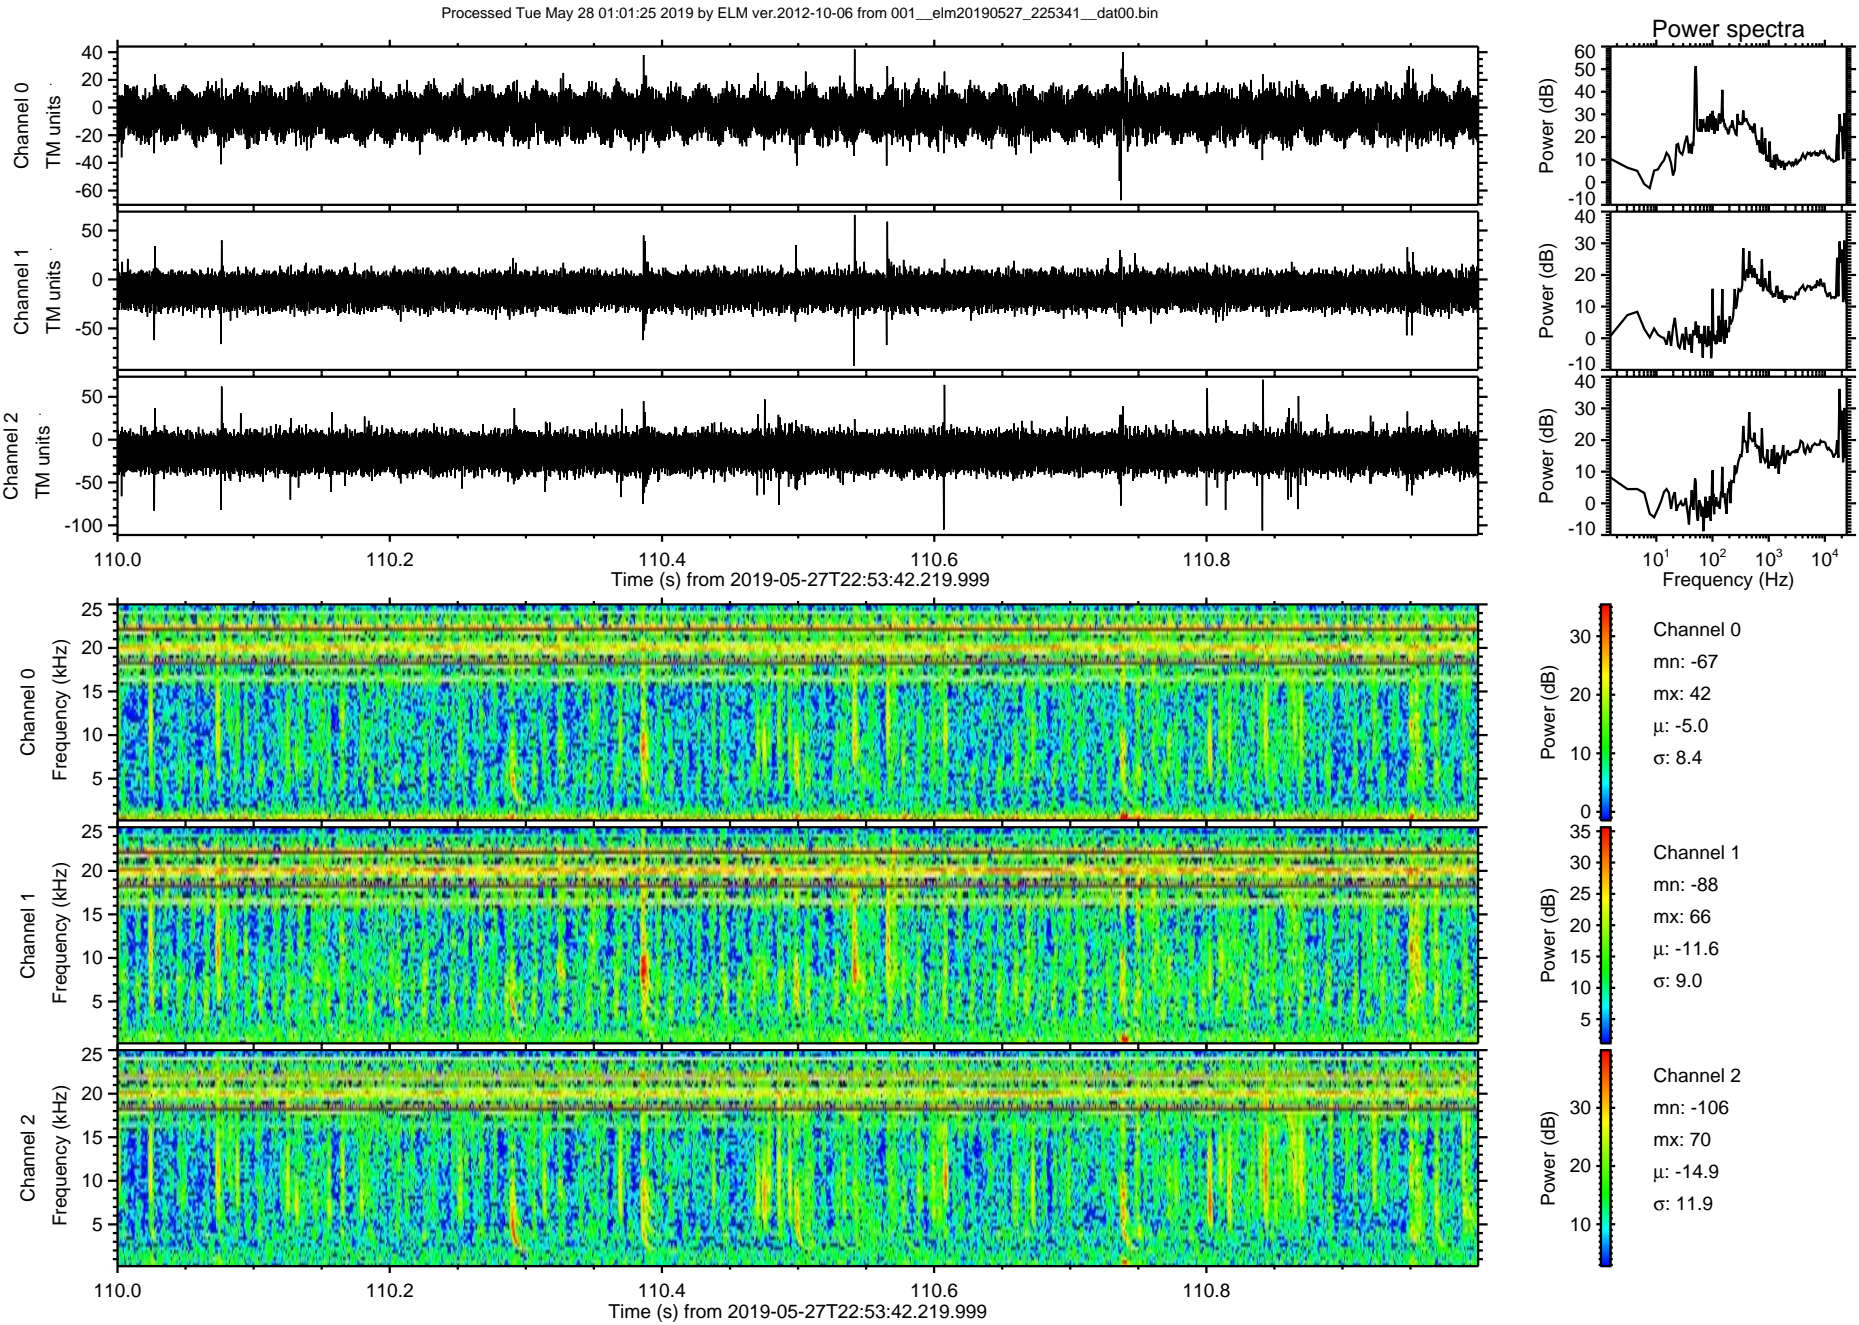 Processed Tue May 28 01:01:25 2019 by ELM ver.2012-10-06 from 001__elm20190527_225341__dat00.bin
Power spectra
Channel 0
TM units
40
20
0
-20
-40
-60
Power (dB)
60
50
40
30
20
10
0
-10
Channel 1
TM units
50
0
-50
Power (dB)
40
30
20
10
0
-10
Channel 2
TM units
50
0
-50
-100
Power (dB)
40
30
20
10
0
-10
110.0 110.2 110.4 110.6 110.8
Time (s) from 2019-05-27T22:53:42.219.999
10¹ 10² 10³ 10⁴
Frequency (Hz)
Channel 0
Frequency (kHz)
25
20
15
10
5
Power (dB)
30
20
10
0
Channel 0
mn: -67
mx: 42
μ: -5.0
σ: 8.4
Channel 1
Frequency (kHz)
25
20
15
10
5
Power (dB)
35
30
25
20
15
10
5
Channel 1
mn: -88
mx: 66
μ: -11.6
σ: 9.0
Channel 2
Frequency (kHz)
25
20
15
10
5
Power (dB)
30
20
10
Channel 2
mn: -106
mx: 70
μ: -14.9
σ: 11.9
110.0 110.2 110.4 110.6 110.8
Time (s) from 2019-05-27T22:53:42.219.999